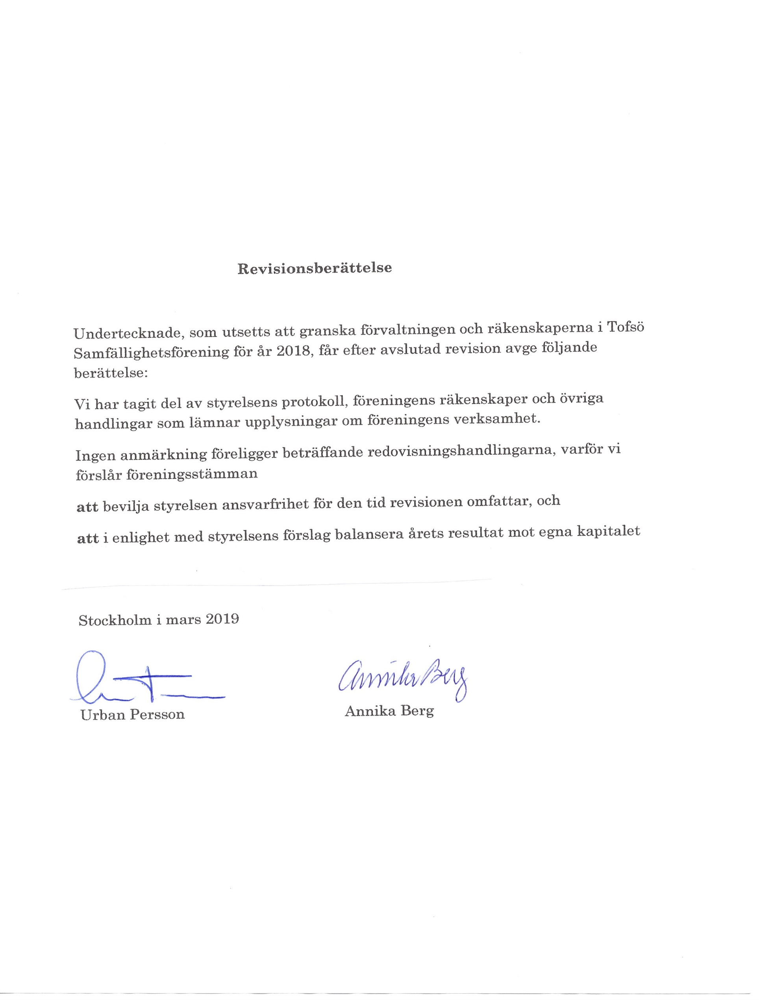 Revisionsberättelse
Undertecknade, som utsetts att granska förvaltningen och räkenskaperna i Tofsö
Samfällighetsförening för år 2018, får efter avslutad revision avge följande
berättelse:
Vi har tagit del av styrelsens protokoll, föreningens räkenskaper och övriga
handlingar som lämnar upplysningar om föreningens verksamhet.
Ingen anmärkning föreligger beträffande redovisningshandlingarna, varför vi
förslår föreningsstämman
att bevilja styrelsen ansvarfrihet för den tid revisionen omfattar, och
att i enlighet med styrelsens förslag balansera årets resultat mot egna kapitalet
Stockholm i mars 2019
Annika Berg
Urban Persson
Annika Berg